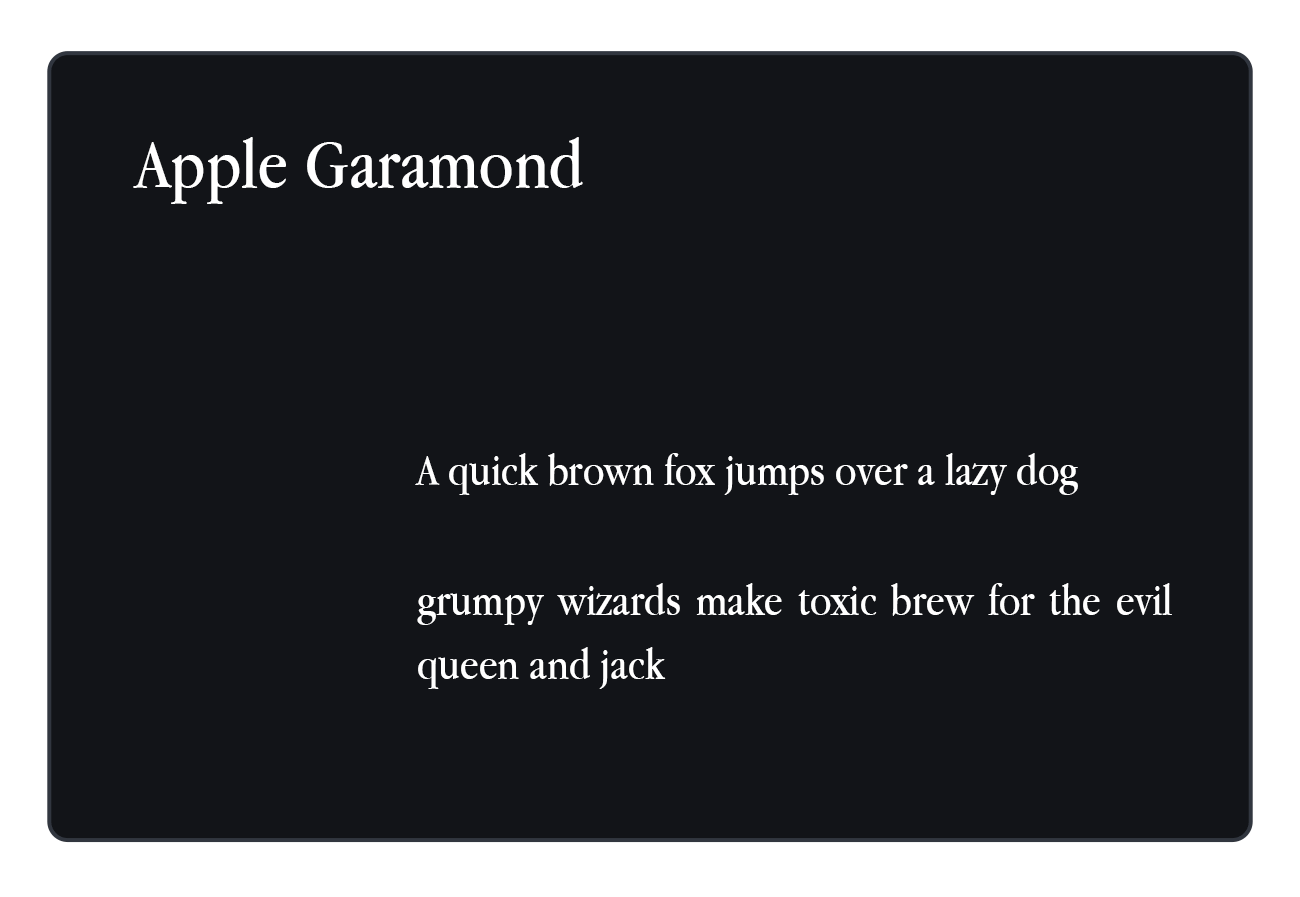 Apple Garamond
A quick brown fox jumps over a lazy dog
grumpy wizards make toxic brew for the evil
queen and jack